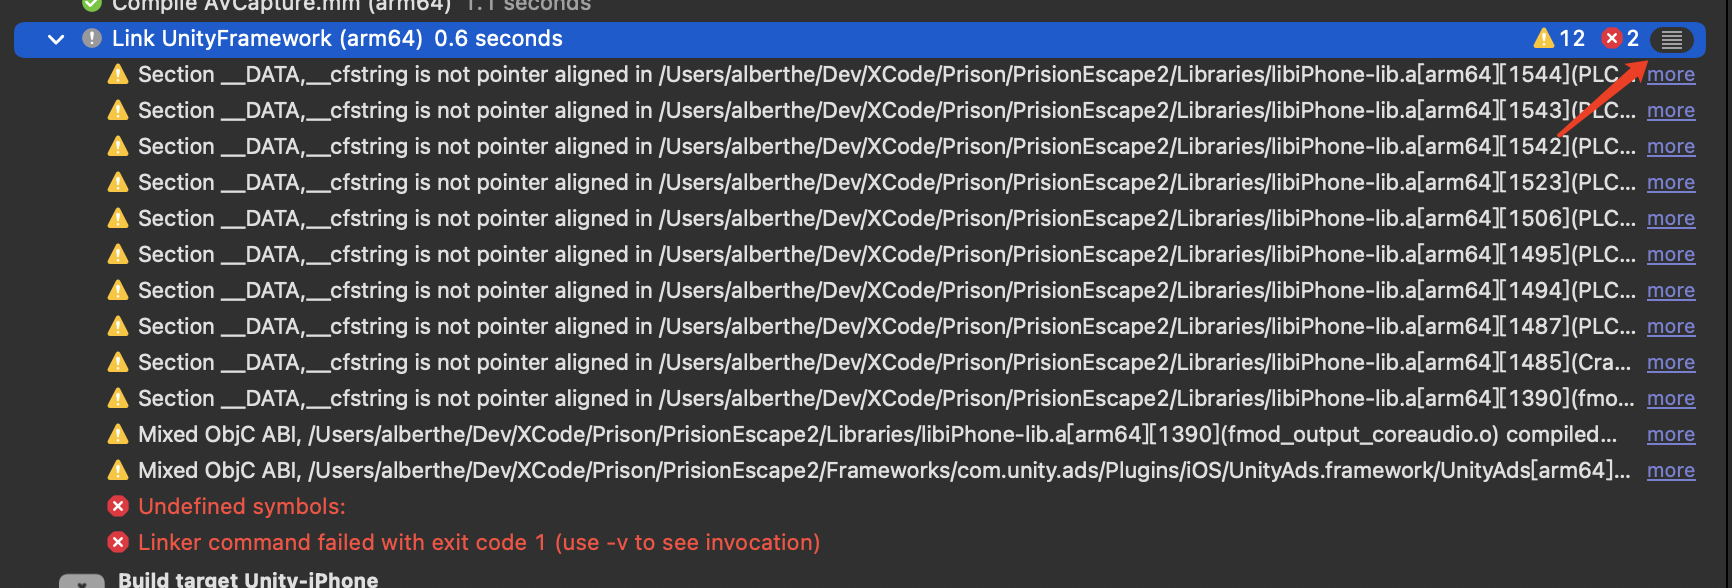 Compile AVCapture.mm (arm64) 1.1 seconds
Link UnityFramework (arm64) 0.6 seconds 12 2
Section __DATA,__cfstring is not pointer aligned in /Users/alberthe/Dev/XCode/Prison/PrisionEscape2/Libraries/libiPhone-lib.a[arm64][1544](PLC... more
Section __DATA,__cfstring is not pointer aligned in /Users/alberthe/Dev/XCode/Prison/PrisionEscape2/Libraries/libiPhone-lib.a[arm64][1543](PLC... more
Section __DATA,__cfstring is not pointer aligned in /Users/alberthe/Dev/XCode/Prison/PrisionEscape2/Libraries/libiPhone-lib.a[arm64][1542](PLC... more
Section __DATA,__cfstring is not pointer aligned in /Users/alberthe/Dev/XCode/Prison/PrisionEscape2/Libraries/libiPhone-lib.a[arm64][1523](PLC... more
Section __DATA,__cfstring is not pointer aligned in /Users/alberthe/Dev/XCode/Prison/PrisionEscape2/Libraries/libiPhone-lib.a[arm64][1506](PLC... more
Section __DATA,__cfstring is not pointer aligned in /Users/alberthe/Dev/XCode/Prison/PrisionEscape2/Libraries/libiPhone-lib.a[arm64][1495](PLC... more
Section __DATA,__cfstring is not pointer aligned in /Users/alberthe/Dev/XCode/Prison/PrisionEscape2/Libraries/libiPhone-lib.a[arm64][1494](PLC... more
Section __DATA,__cfstring is not pointer aligned in /Users/alberthe/Dev/XCode/Prison/PrisionEscape2/Libraries/libiPhone-lib.a[arm64][1487](PLC... more
Section __DATA,__cfstring is not pointer aligned in /Users/alberthe/Dev/XCode/Prison/PrisionEscape2/Libraries/libiPhone-lib.a[arm64][1485](Cra... more
Section __DATA,__cfstring is not pointer aligned in /Users/alberthe/Dev/XCode/Prison/PrisionEscape2/Libraries/libiPhone-lib.a[arm64][1390](fmo... more
Mixed ObjC ABI, /Users/alberthe/Dev/XCode/Prison/PrisionEscape2/Libraries/libiPhone-lib.a[arm64][1390](fmod_output_coreaudio.o) compiled... more
Mixed ObjC ABI, /Users/alberthe/Dev/XCode/Prison/PrisionEscape2/Frameworks/com.unity.ads/Plugins/iOS/UnityAds.framework/UnityAds[arm64]... more
Undefined symbols:
Linker command failed with exit code 1 (use -v to see invocation)
Build target Unity-iPhone